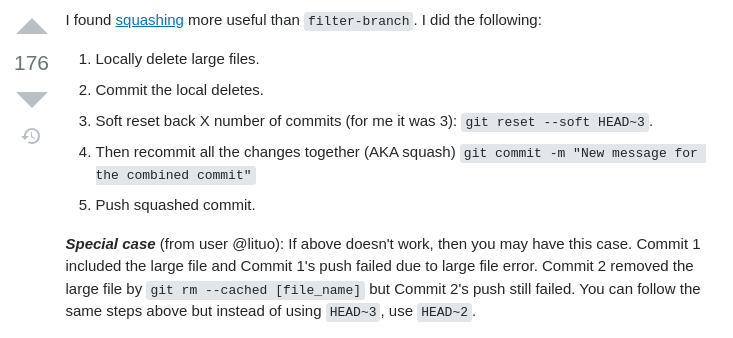 I found squashing more useful than filter-branch. I did the following:
176
1. Locally delete large files.
2. Commit the local deletes.
3. Soft reset back X number of commits (for me it was 3): git reset --soft HEAD~3.
4. Then recommit all the changes together (AKA squash) git commit -m "New message for
the combined commit"
5. Push squashed commit.
Special case (from user @lituo): If above doesn't work, then you may have this case. Commit 1
included the large file and Commit 1's push failed due to large file error. Commit 2 removed the
large file by git rm --cached [file_name] but Commit 2's push still failed. You can follow the
same steps above but instead of using HEAD~3, use HEAD~2.